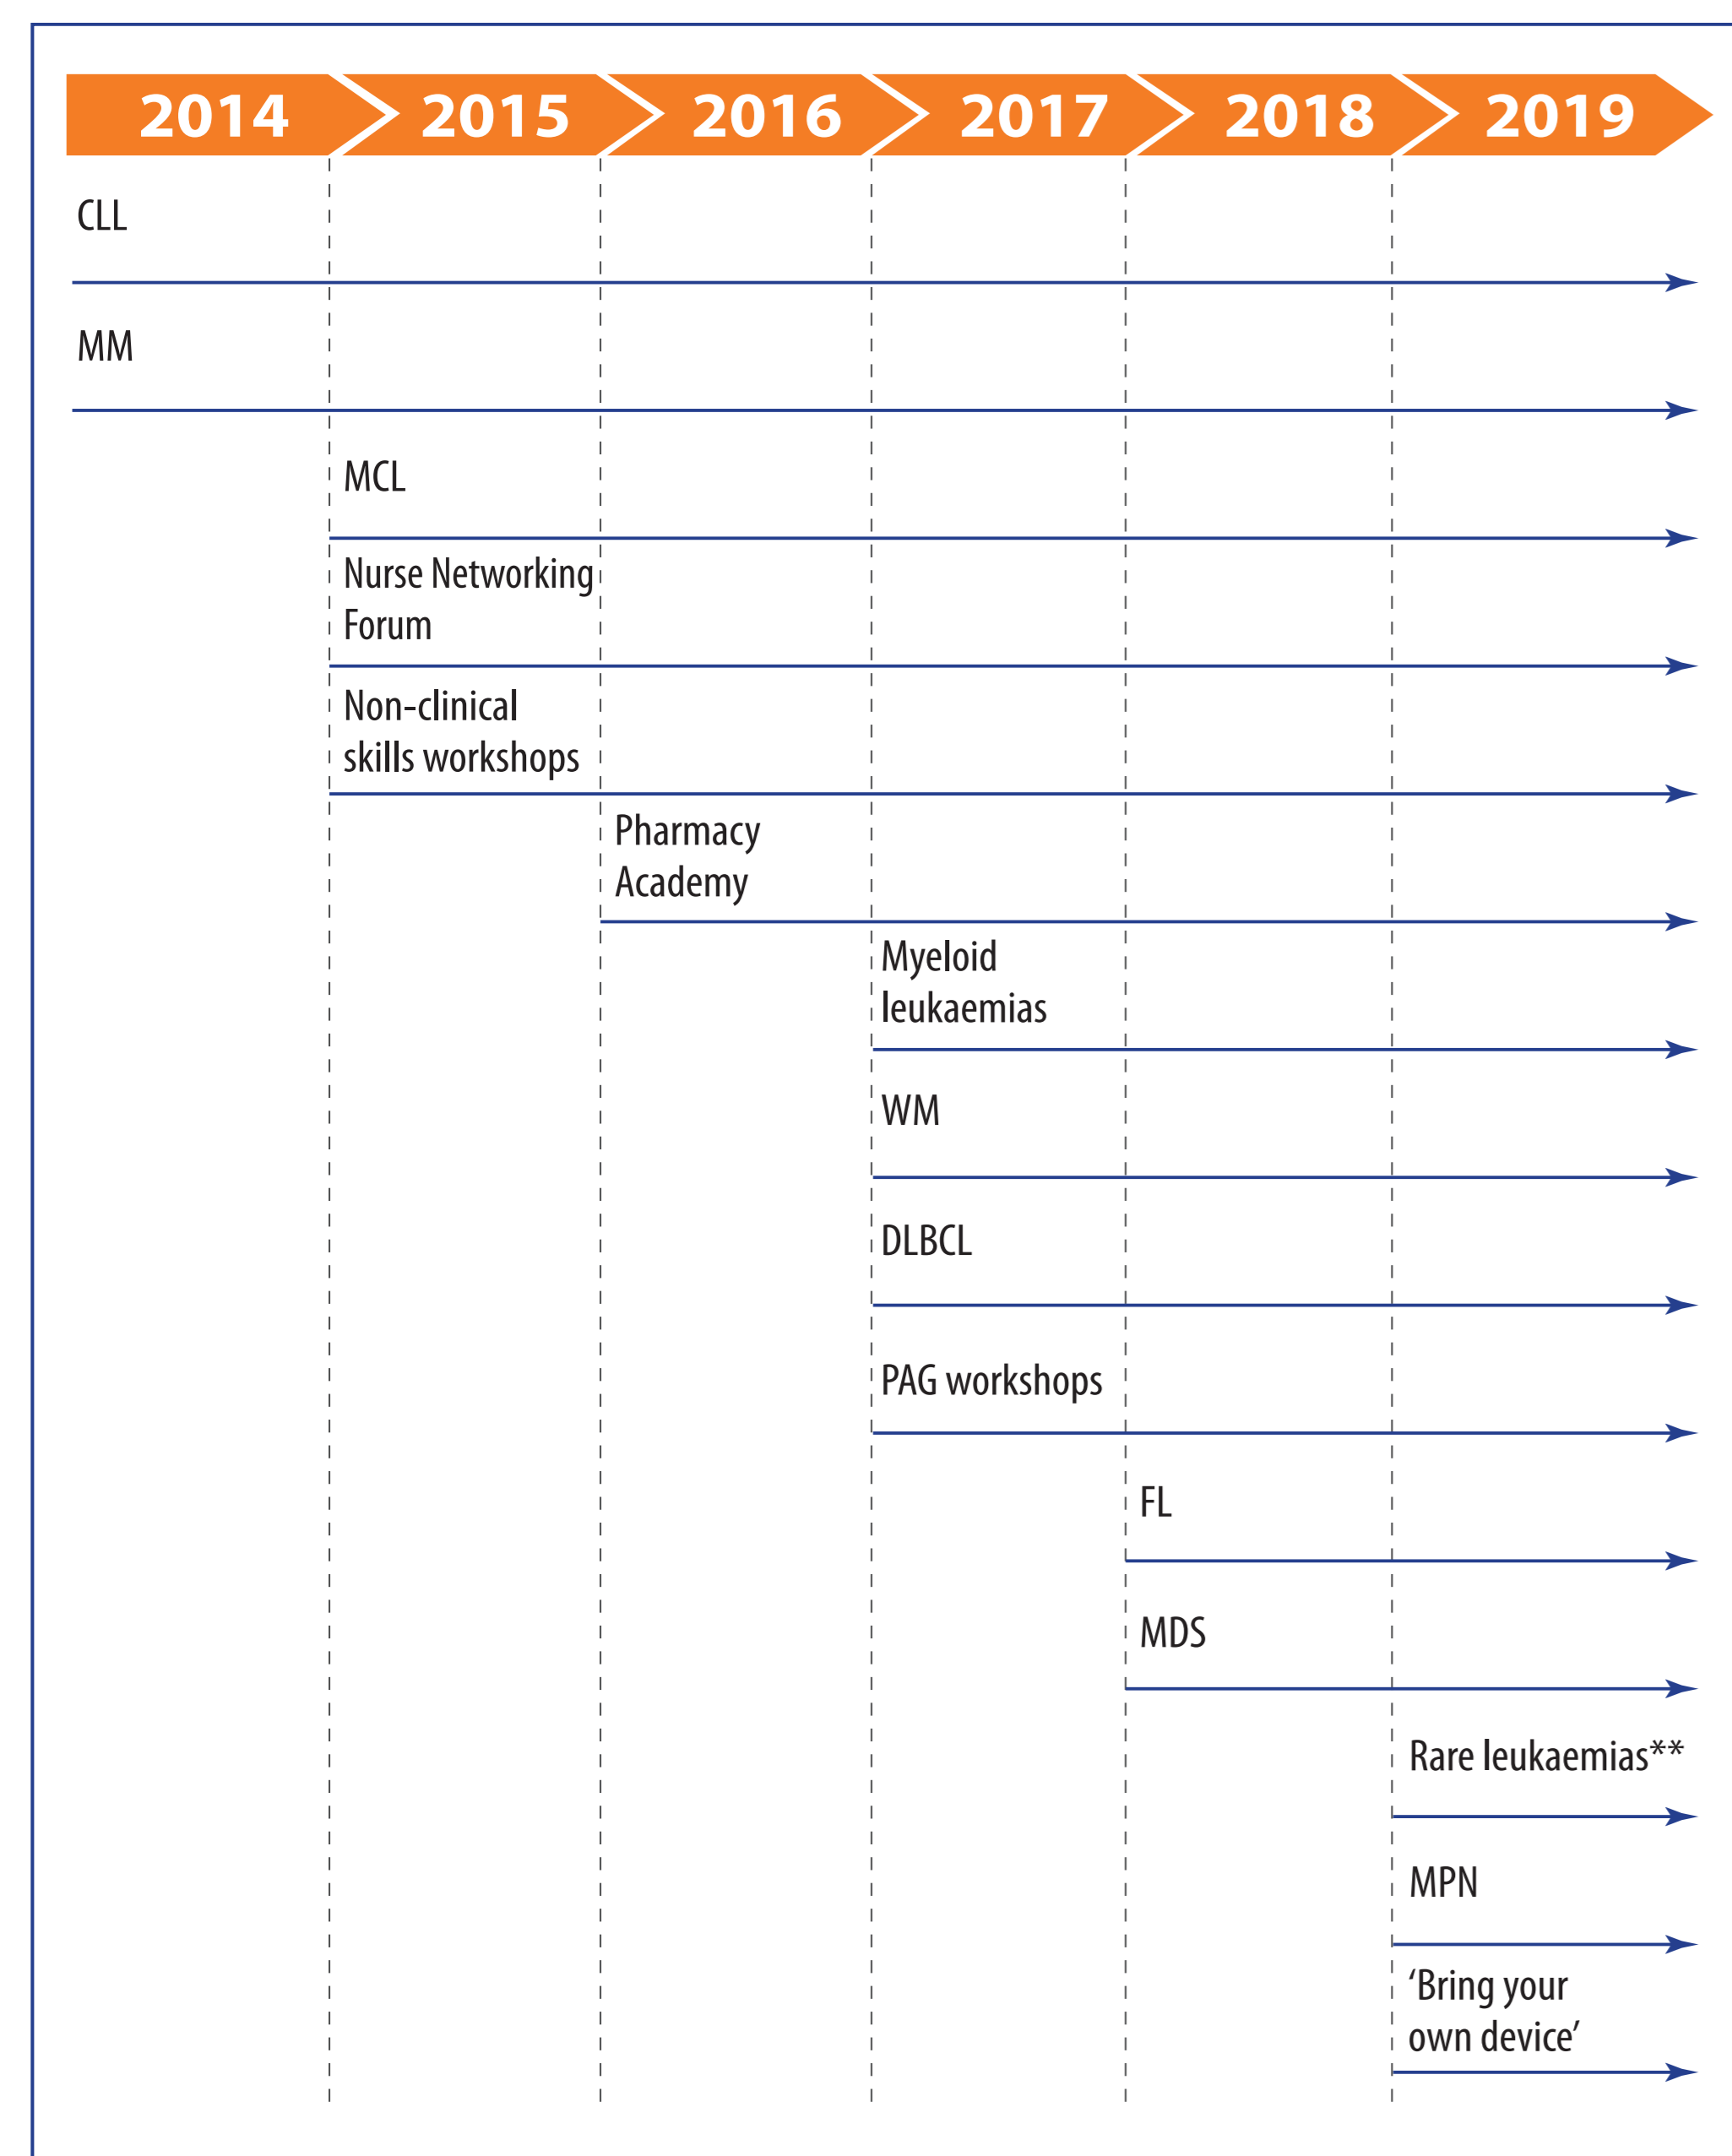 2014 2015 2016 2017 2018 2019
CLL
MM
MCL
Nurse Networking
Forum
Non-clinical
skills workshops
Pharmacy
Academy
Myeloid
leukaemias
WM
DLBCL
PAG workshops
FL
MDS
Rare leukaemias**
MPN
‘Bring your
own device’